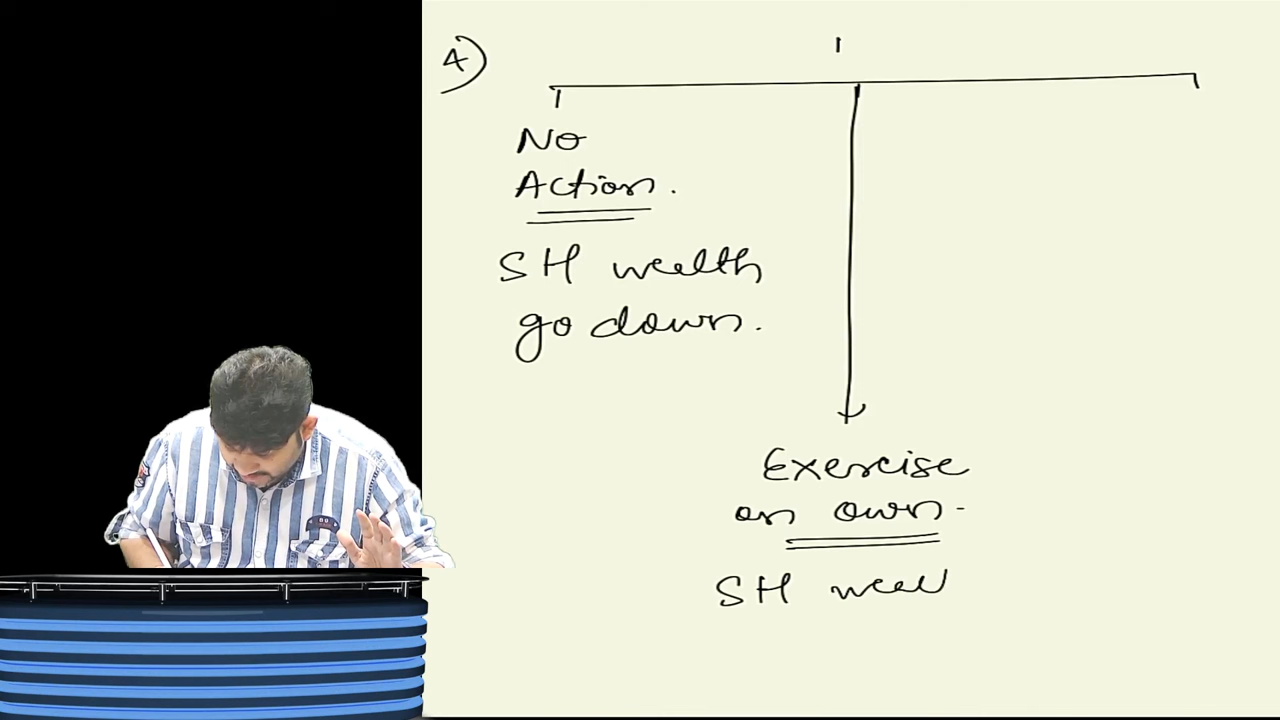 4)
No
Action.
SH wealth
go down.
Exercise
on own.
SH weal